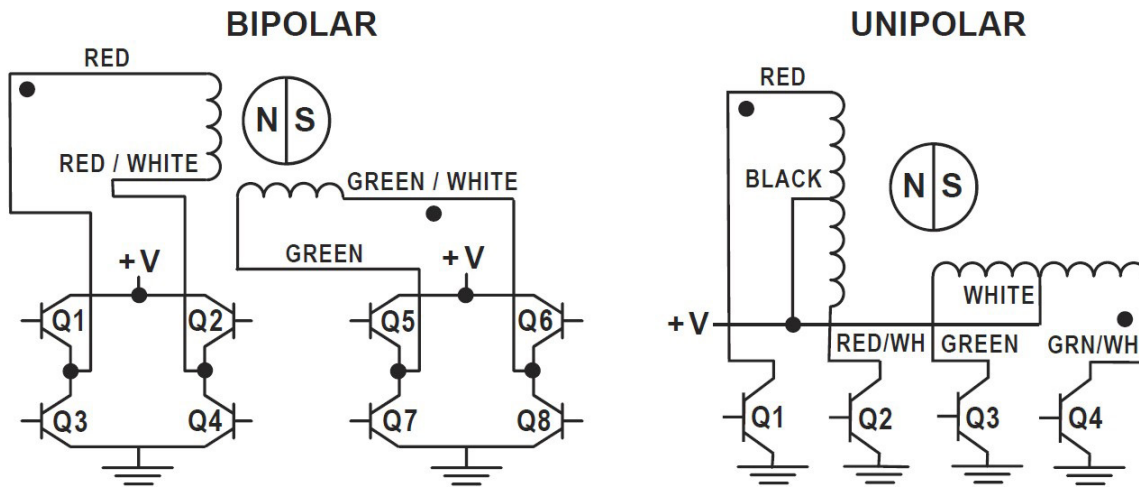 BIPOLAR
RED
N S
RED / WHITE
GREEN / WHITE
GREEN
+V
+V
Q1
Q2
Q5
Q6
Q3
Q4
Q7
Q8
UNIPOLAR
RED
BLACK
N S
WHITE
+V
RED/WH
GREEN
GRN/WH
Q1
Q2
Q3
Q4